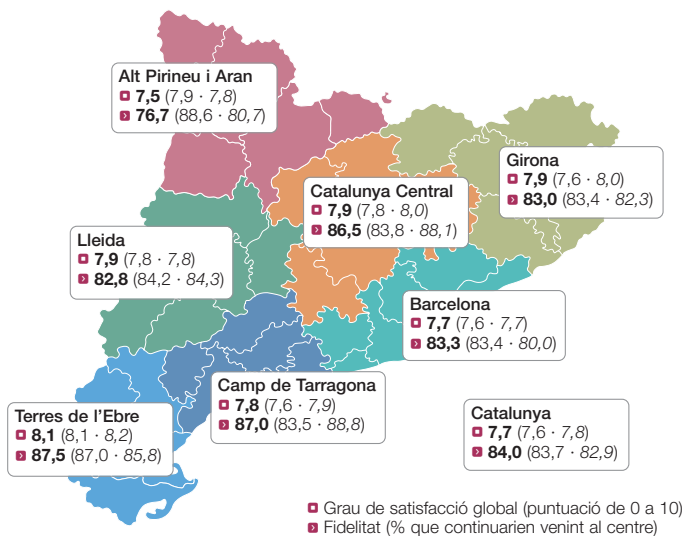 Alt Pirineu i Aran
7,5 (7,9 · 7,8)
76,7 (88,6 · 80,7)
Girona
7,9 (7,6 · 8,0)
83,0 (83,4 · 82,3)
Catalunya Central
7,9 (7,8 · 8,0)
86,5 (83,8 · 88,1)
Lleida
7,9 (7,8 · 7,8)
82,8 (84,2 · 84,3)
Barcelona
7,7 (7,6 · 7,7)
83,3 (83,4 · 80,0)
Camp de Tarragona
7,8 (7,6 · 7,9)
87,0 (83,5 · 88,8)
Terres de l'Ebre
8,1 (8,1 · 8,2)
87,5 (87,0 · 85,8)
Catalunya
7,7 (7,6 · 7,8)
84,0 (83,7 · 82,9)
Grau de satisfacció global (puntuació de 0 a 10)
Fidelitat (% que continuarien venint al centre)